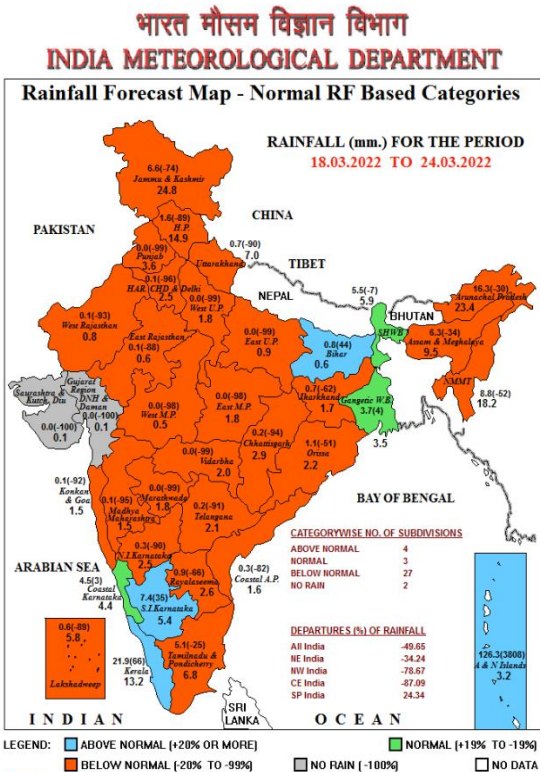 भारत मौसम विज्ञान विभाग
INDIA METEOROLOGICAL DEPARTMENT
Rainfall Forecast Map - Normal RF Based Categories
RAINFALL (mm.) FOR THE PERIOD
18.03.2022 TO 24.03.2022
6.6(-74)
Jammu & Kashmir
24.8
CHINA
1.6(-89)
H.P.
14.9
PAKISTAN
0.0(-99)
Punjab
3.6
0.7(-90)
7.0
Uttarakhand
TIBET
0.1(-96)
HAR. CHD & Delhi
2.5
NEPAL
0.0(-99)
West U.P.
1.8
5.5(-7)
5.9
BHUTAN
SHWB
16.3(-30)
Arunachal Pradesh
23.4
0.1(-93)
West Rajasthan
0.8
East Rajasthan
0.1(-88)
0.6
0.0(-99)
East U.P.
0.9
0.8(44)
Bihar
0.6
6.3(-34)
Assam & Meghalaya
9.5
NMMT
8.8(-52)
18.2
Saurashtra &
Kutch, Diu
0.0(-100)
0.1
Gujarat
Region
DNH &
Daman
0.0(-100)
0.1
0.0(-98)
West M.P.
0.5
0.0(-98)
East M.P.
1.8
0.7(-62)
Jharkhand
1.7
Gangetic W.B.
3.7(4)
3.5
0.2(-94)
Chhattisgarh
2.9
1.1(-51)
Orissa
2.2
0.0(-99)
Vidarbha
2.0
0.1(-92)
Konkan
& Goa
1.5
0.0(-99)
Marathwada
1.8
0.1(-95)
Madhya
Maharashtra
1.5
0.2(-91)
Telangana
2.1
BAY OF BENGAL
0.3(-90)
N.I.Karnataka
2.5
CATEGORYWISE NO. OF SUBDIVISIONS
ABOVE NORMAL 4
NORMAL 3
BELOW NORMAL 27
NO RAIN 2
ARABIAN SEA
4.5(3)
Coastal
Karnataka
4.4
0.9(-66)
Rayalaseema
2.6
0.3(-82)
Coastal A.P.
1.6
7.4(35)
S.I.Karnataka
5.4
DEPARTURES (%) OF RAINFALL
All India -49.65
NE India -34.24
NW India -78.67
CE India -87.09
SP India 24.34
0.6(-89)
5.8
Lakshadweep
21.9(66)
Kerala
13.2
5.1(-25)
Tamilnadu &
Pondicherry
6.8
126.3(3808)
A & N Islands
3.2
SRI
LANKA
INDIAN OCEAN
LEGEND: ABOVE NORMAL (+20% OR MORE) NORMAL (+19% TO -19%)
BELOW NORMAL (-20% TO -99%) NO RAIN (-100%) NO DATA